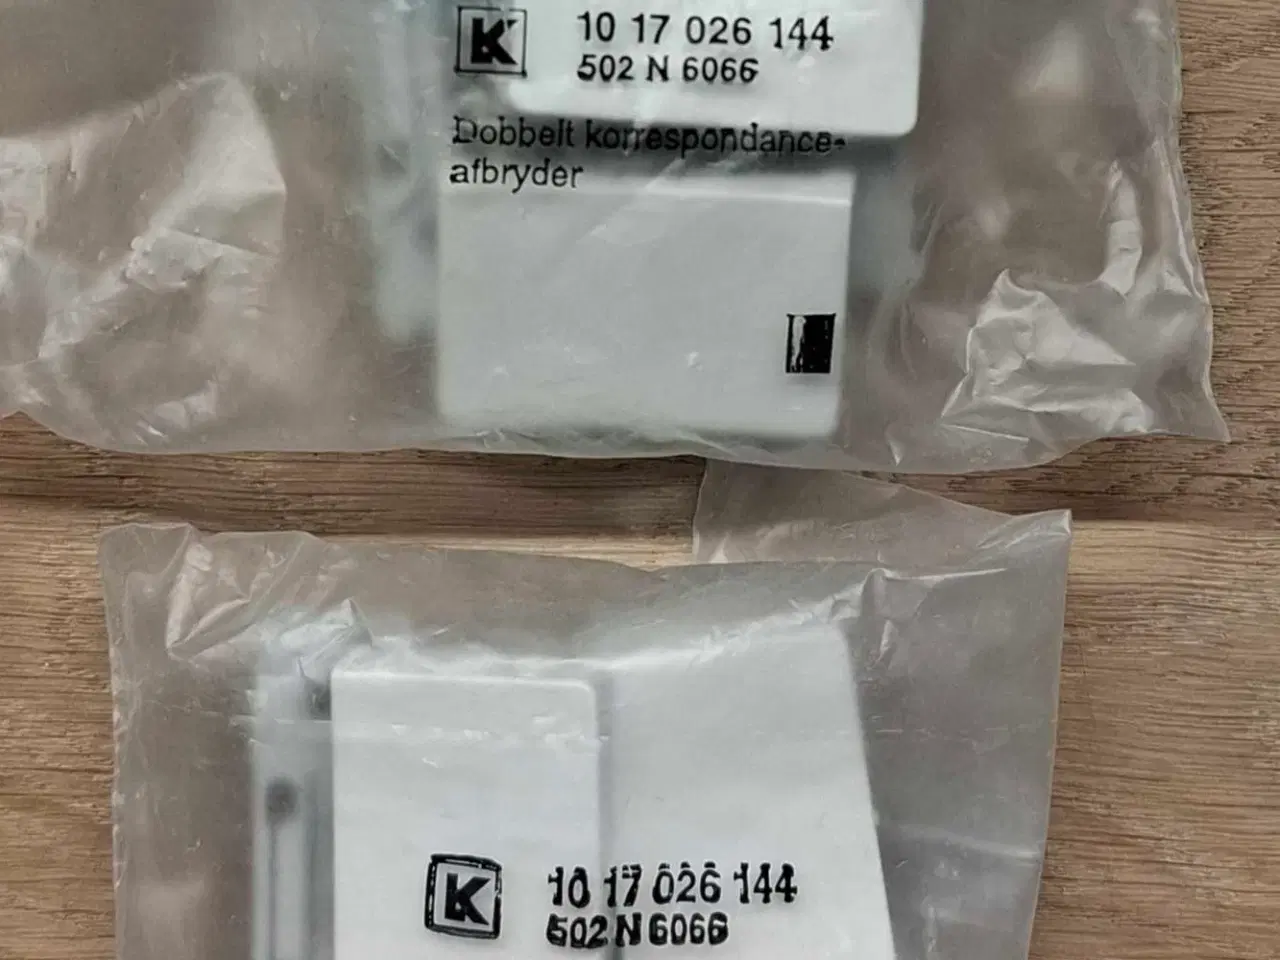 K
10 17 026 144
502 N 6066
Dobbelt korrespondance-
afbryder
K
10 17 026 144
502 N 6066